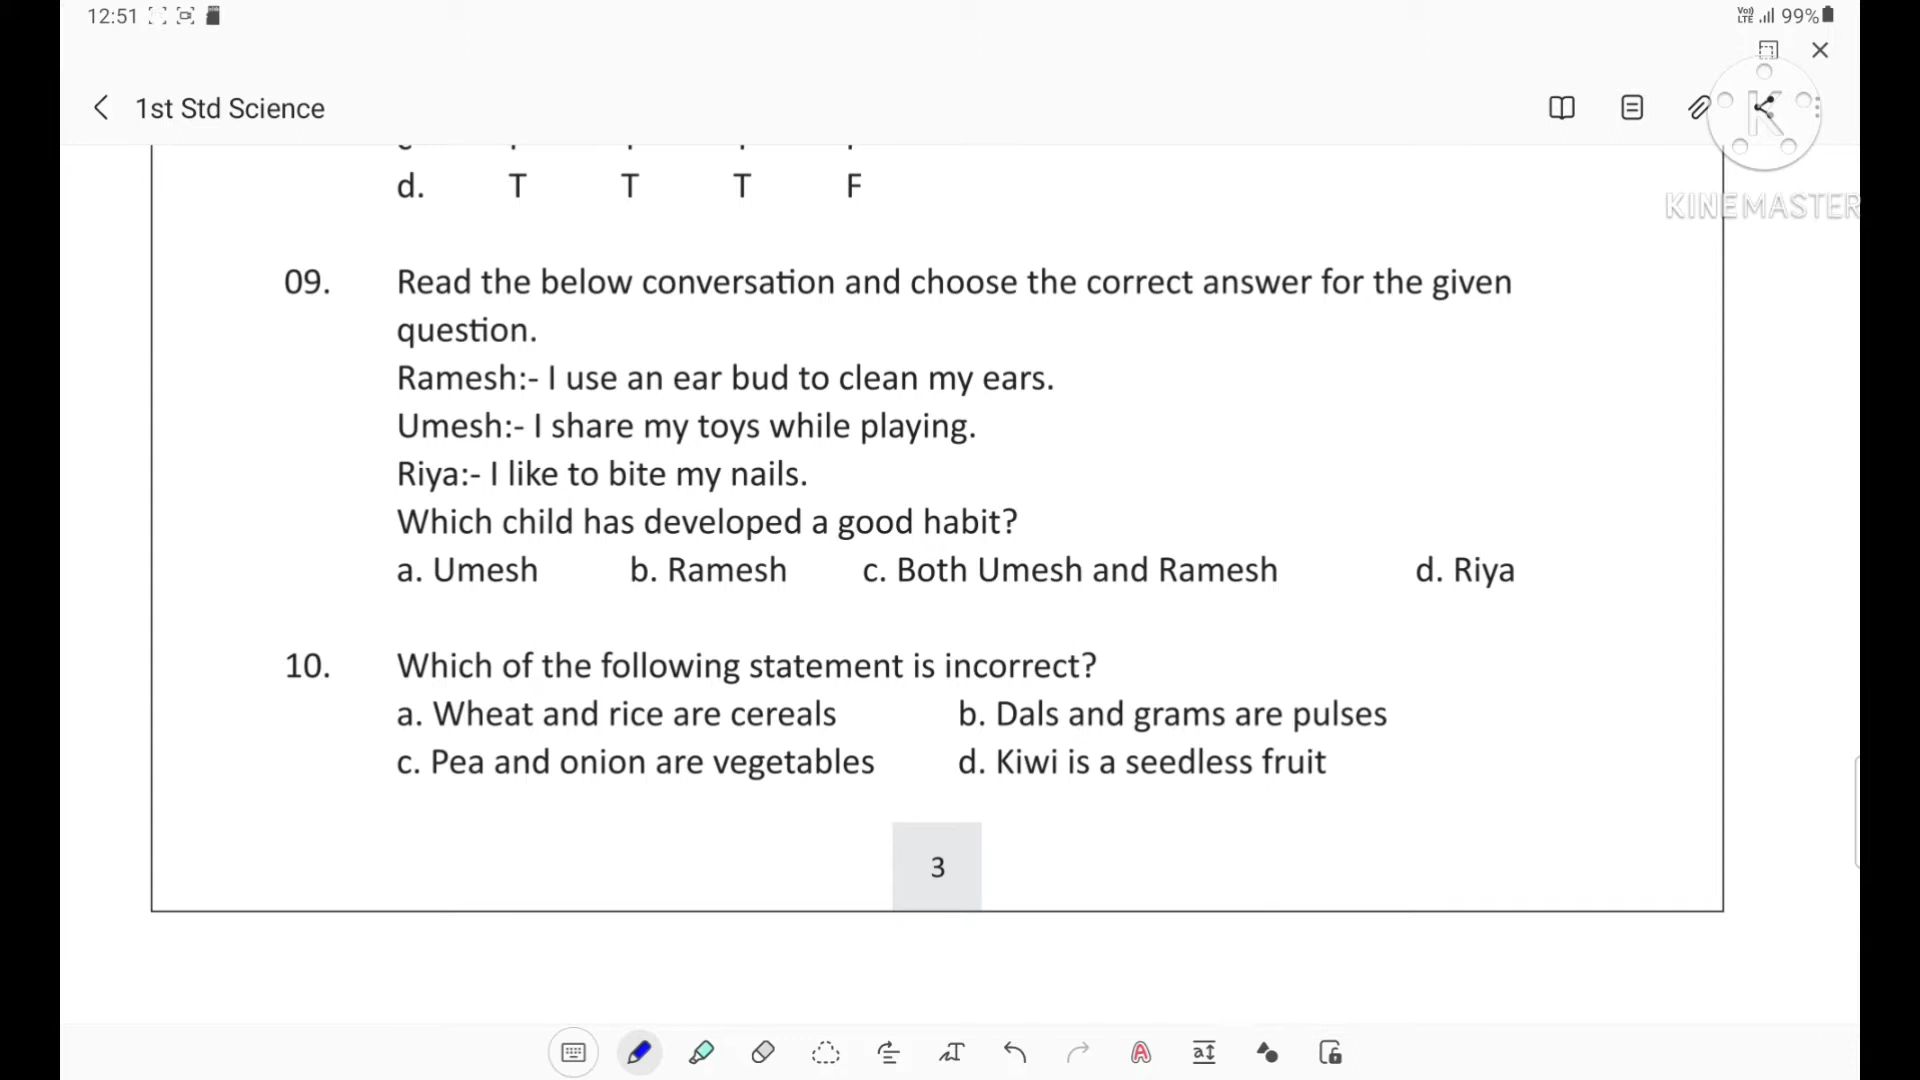 12:51
Vo) LTE 99%
1st Std Science
K
KINEMASTER
d. T T T F
09. Read the below conversation and choose the correct answer for the given
question.
Ramesh:- I use an ear bud to clean my ears.
Umesh:- I share my toys while playing.
Riya:- I like to bite my nails.
Which child has developed a good habit?
a. Umesh b. Ramesh c. Both Umesh and Ramesh d. Riya
10. Which of the following statement is incorrect?
a. Wheat and rice are cereals b. Dals and grams are pulses
c. Pea and onion are vegetables d. Kiwi is a seedless fruit
3